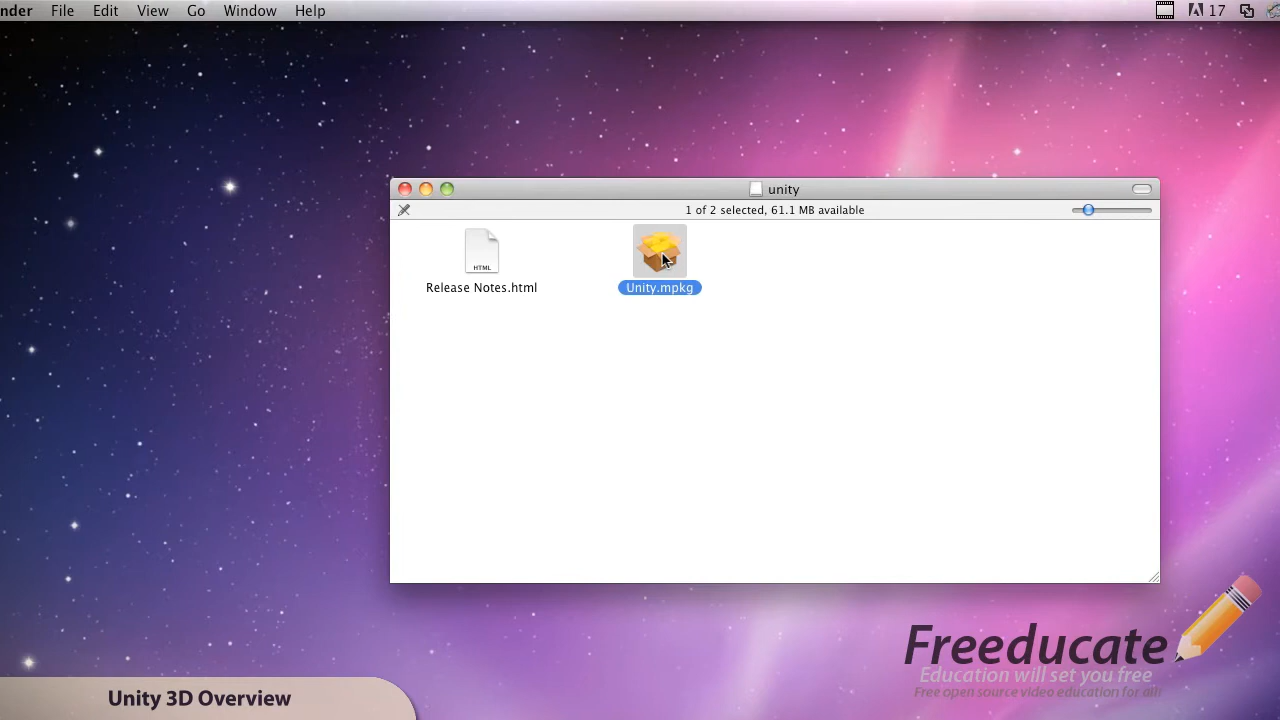 nder File Edit View Go Window Help 17
unity
1 of 2 selected, 61.1 MB available
HTML
Release Notes.html
Unity.mpkg
Freeducate
Education will set you free
Free open source video education for all!
Unity 3D Overview